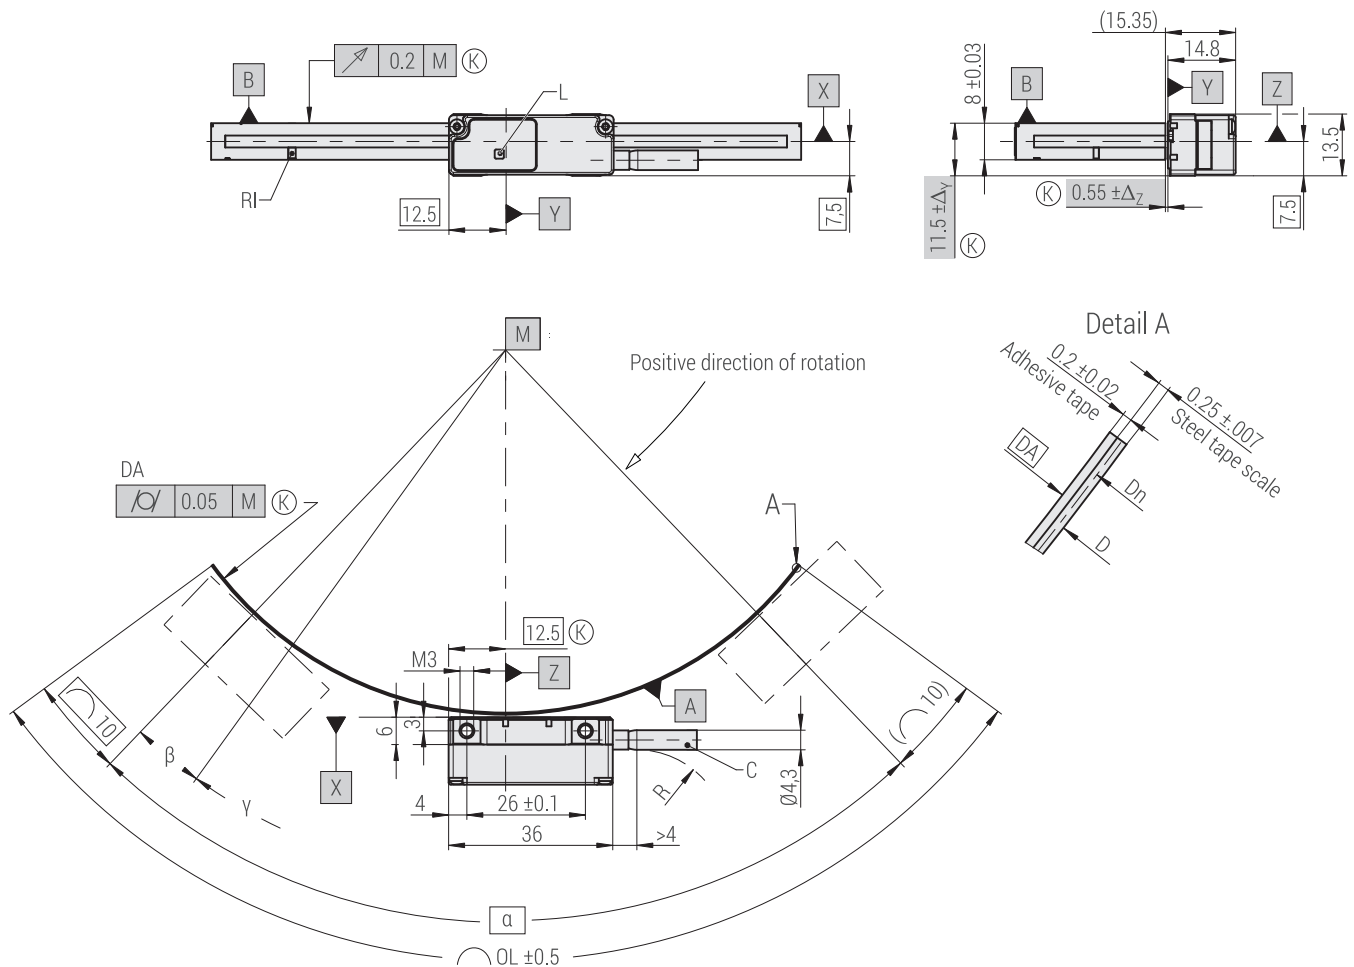 0.2 M K
B
L
X
RI
12.5
Y
7,5
(15.35)
14.8
8 ±0.03
B
Y
Z
13.5
K 0.55 ±ΔZ
11.5 ±ΔY
K
7.5
M
Positive direction of rotation
Detail A
0.2 ±0.02
Adhesive tape
0.25 ±.007
Steel tape scale
DA
Dn
D
DA
0.05 M K
A
12.5 K
M3
Z
A
6
3
X
C
R
Ø4,3
4
26 ±0.1
36
>4
10
β
γ
10)
α
OL ±0.5